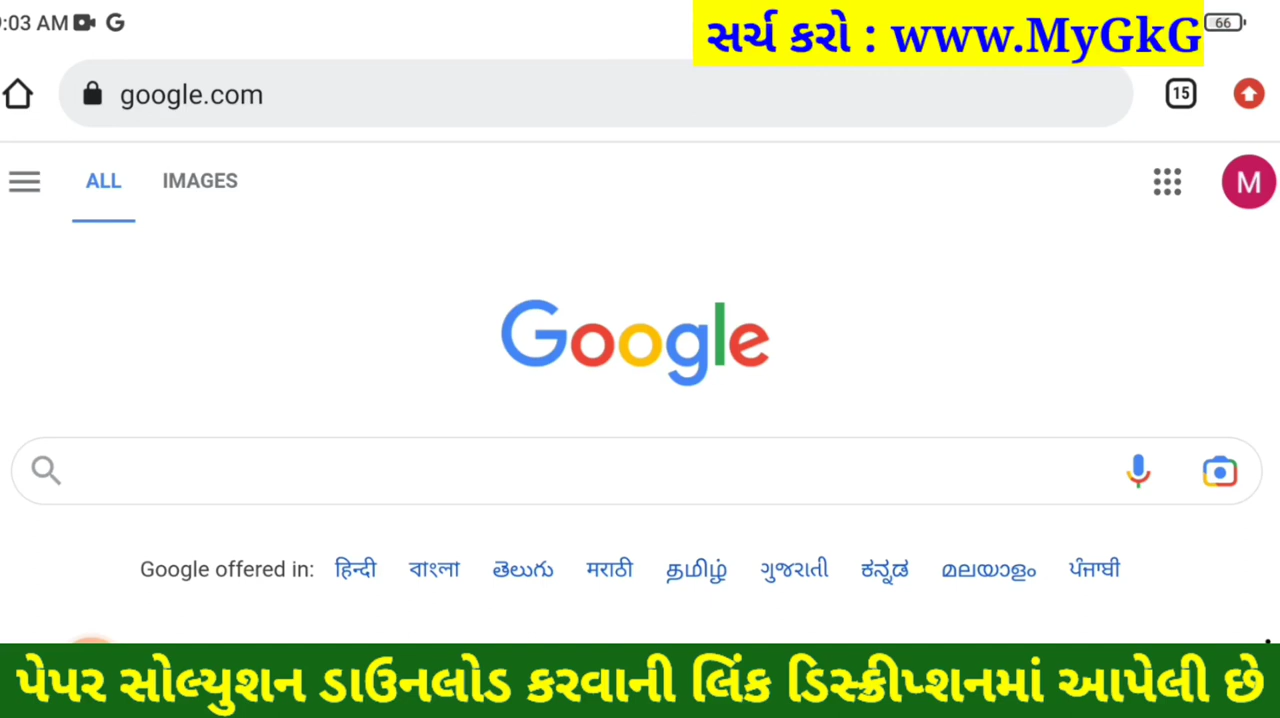 :03 AM G
સર્ચ કરો : www.MyGkG
66
google.com
15
ALL IMAGES
M
Google
Google offered in: हिन्दी বাংলা తెలుగు मराठी தமிழ் ગુજરાતી ಕನ್ನಡ മലയാളം ਪੰਜਾਬੀ
પેપર સોલ્યુશન ડાઉનલોડ કરવાની લિંક ડિસ્ક્રીપ્શનમાં આપેલી છે